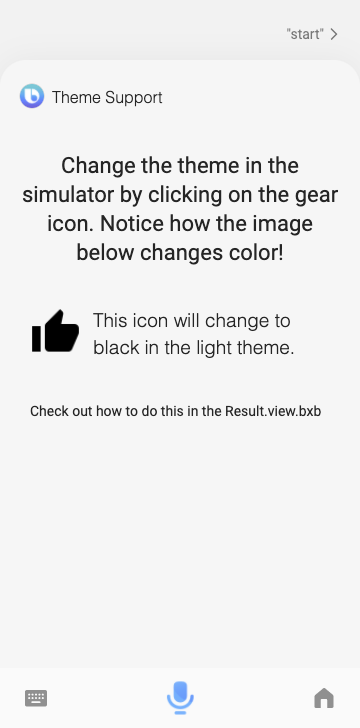 "start"
Theme Support
Change the theme in the
simulator by clicking on the gear
icon. Notice how the image
below changes color!
This icon will change to
black in the light theme.
Check out how to do this in the Result.view.bxb